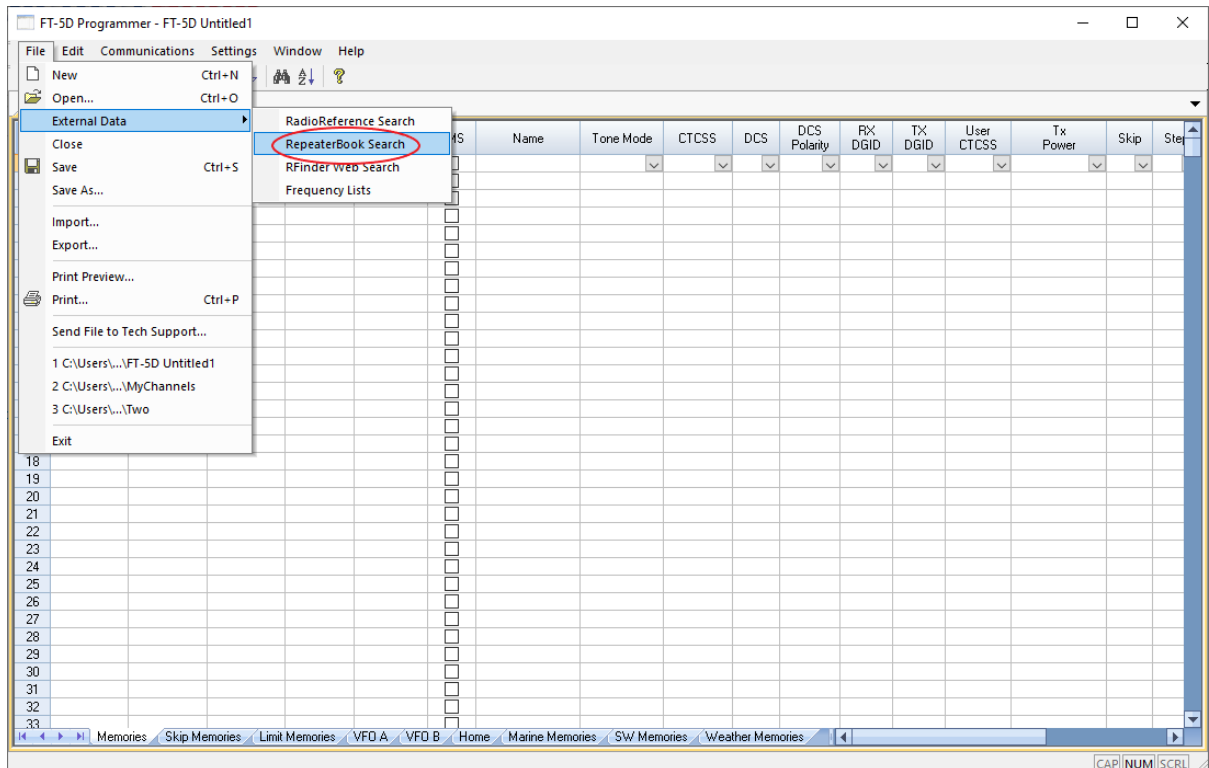 FT-5D Programmer - FT-5D Untitled1
File Edit Communications Settings Window Help
New Ctrl+N
Open... Ctrl+O
External Data
Close
Save Ctrl+S
Save As...
Import...
Export...
Print Preview...
Print... Ctrl+P
Send File to Tech Support...
1 C:\Users\...\FT-5D Untitled1
2 C:\Users\...\MyChannels
3 C:\Users\...\Two
Exit
RadioReference Search
RepeaterBook Search
RFinder Web Search
Frequency Lists
Name Tone Mode CTCSS DCS DCS Polarity RX DGID TX DGID User CTCSS Tx Power Skip
18
19
20
21
22
23
24
25
26
27
28
29
30
31
32
33
Memories Skip Memories Limit Memories VFO A VFO B Home Marine Memories SW Memories Weather Memories
CAP NUM SCRL